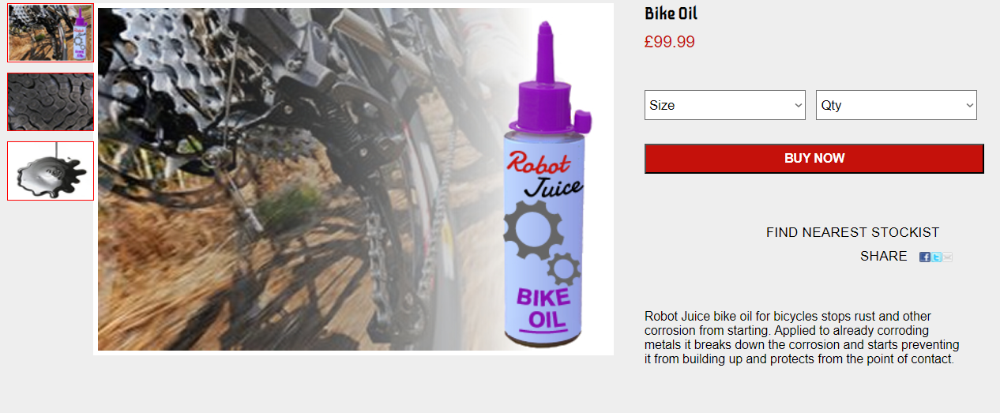 Bike Oil
£99.99
Size
Qty
BUY NOW
FIND NEAREST STOCKIST
SHARE
Robot Juice bike oil for bicycles stops rust and other
corrosion from starting. Applied to already corroding
metals it breaks down the corrosion and starts preventing
it from building up and protects from the point of contact.
Robot
Juice
BIKE
OIL
BIKE
OIL